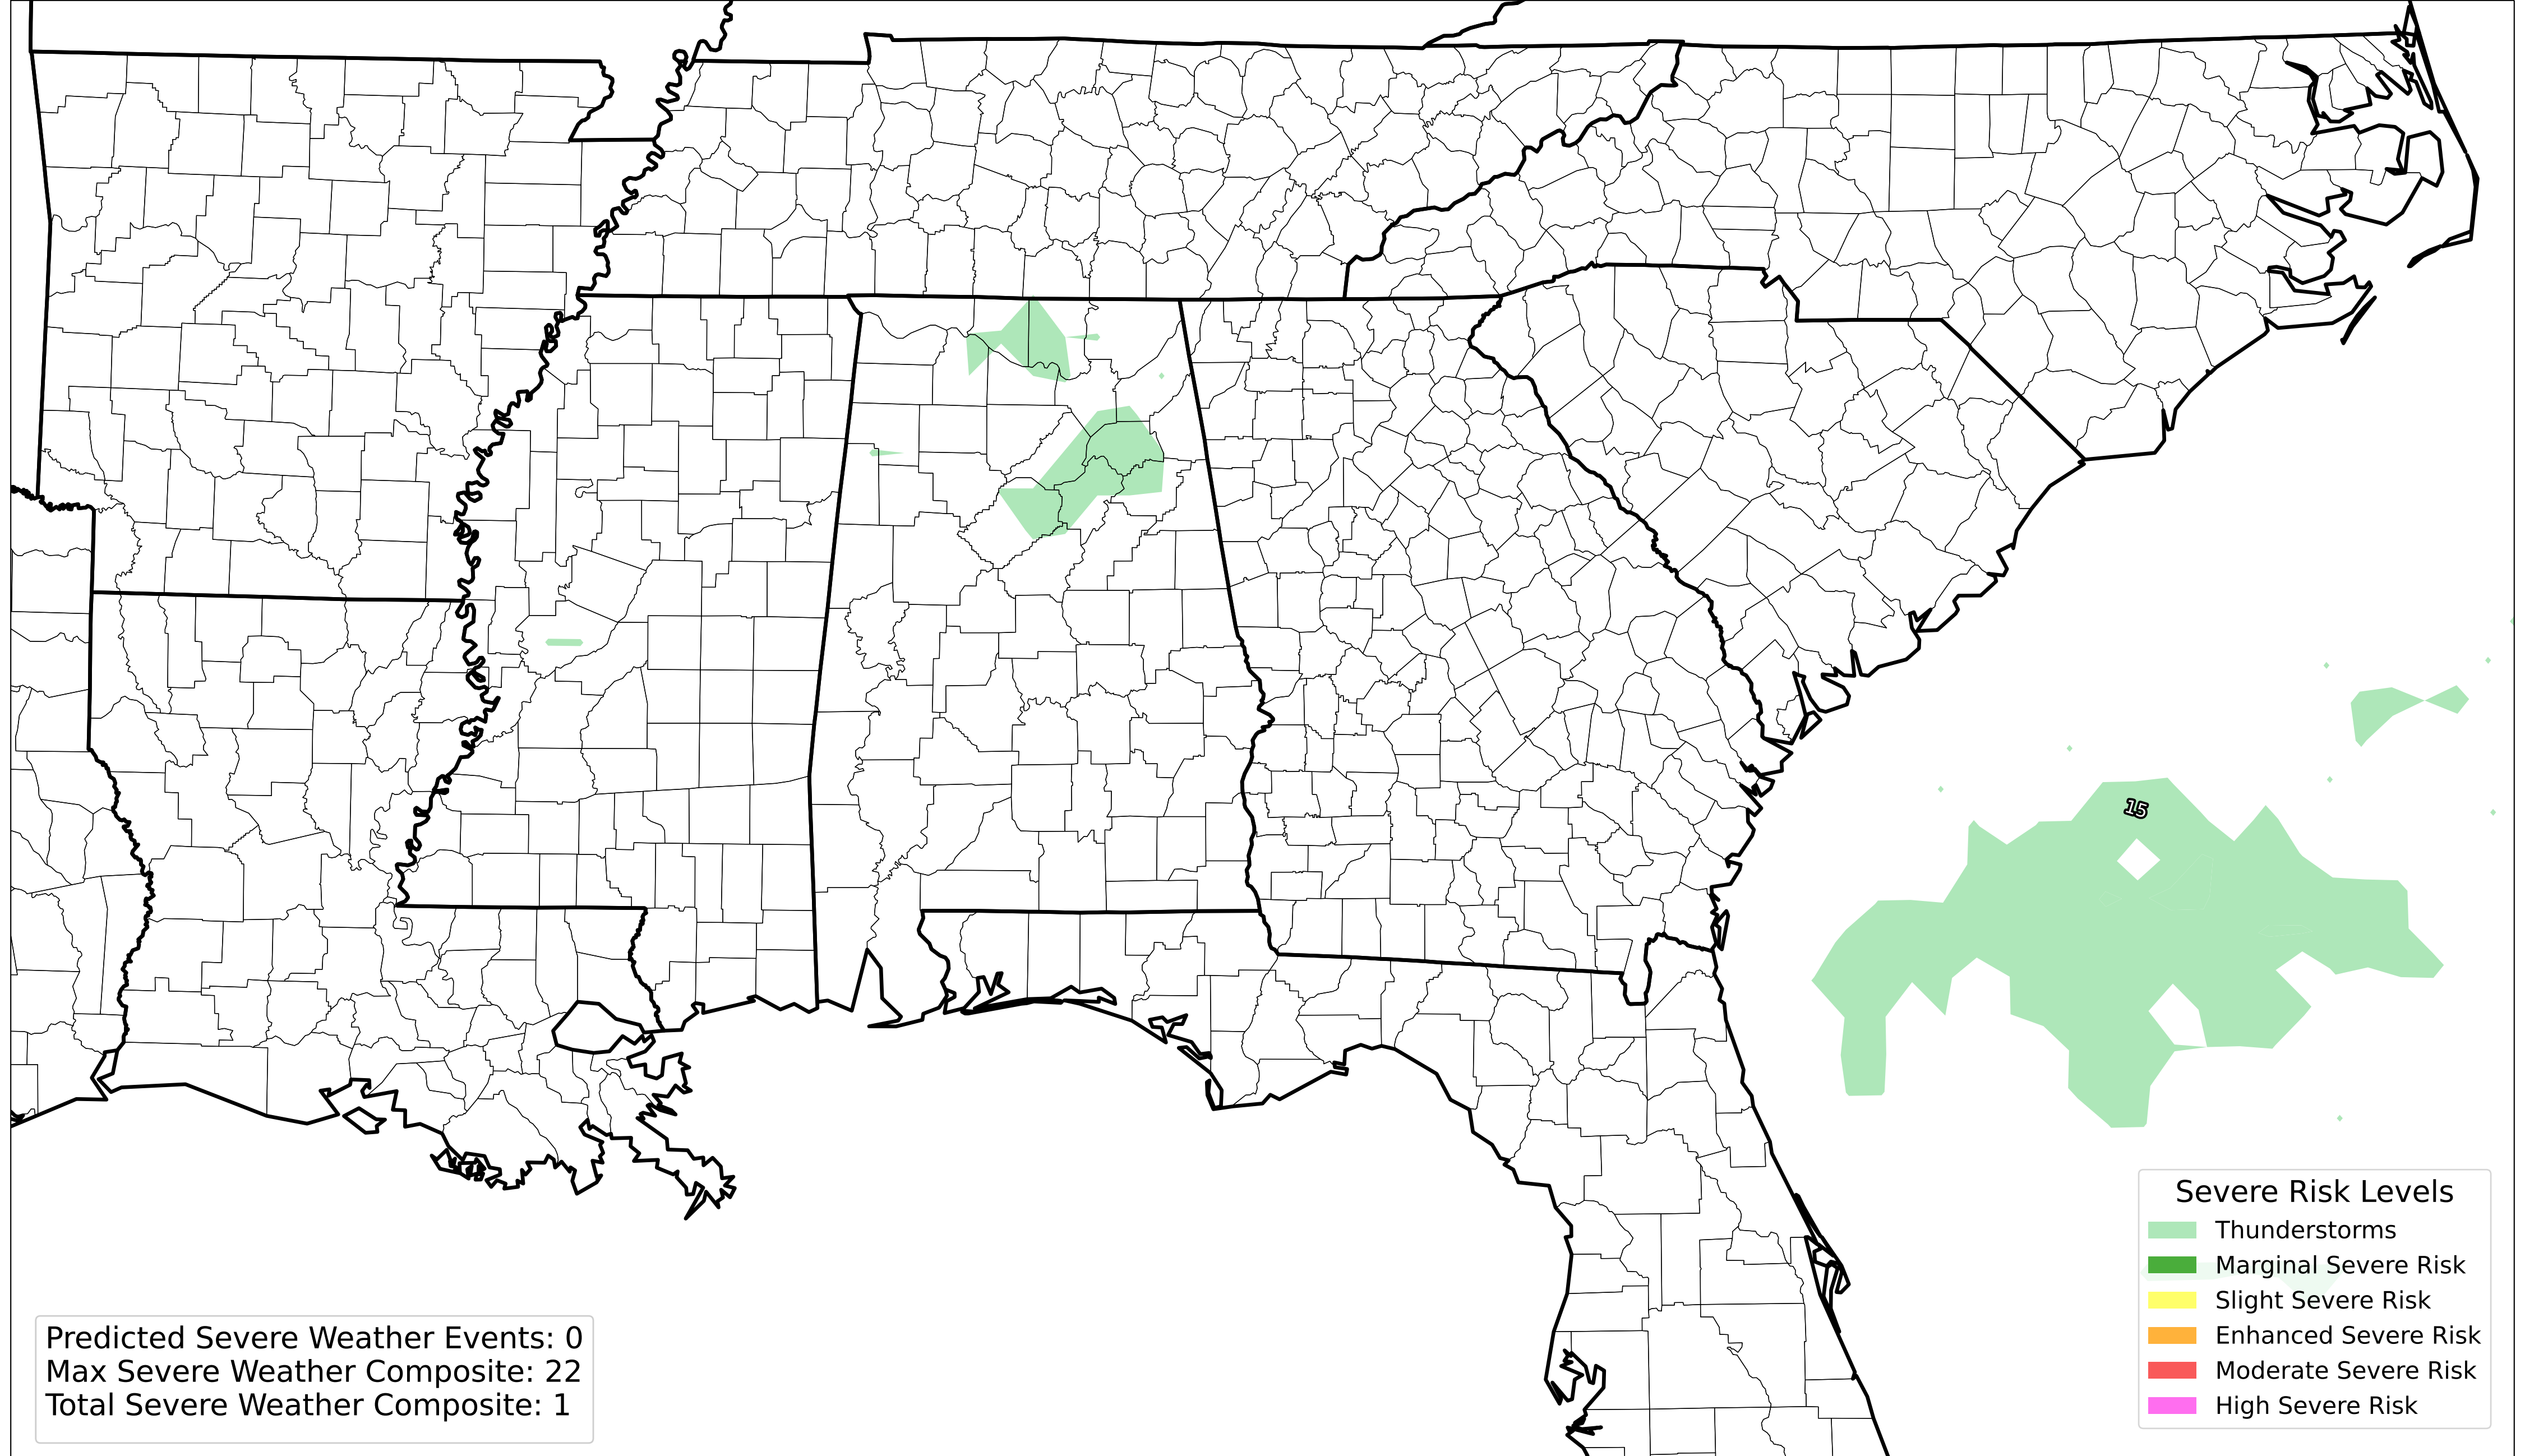 15
Severe Risk Levels
Thunderstorms
Marginal Severe Risk
Slight Severe Risk
Enhanced Severe Risk
Moderate Severe Risk
High Severe Risk
Predicted Severe Weather Events: 0
Max Severe Weather Composite: 22
Total Severe Weather Composite: 1